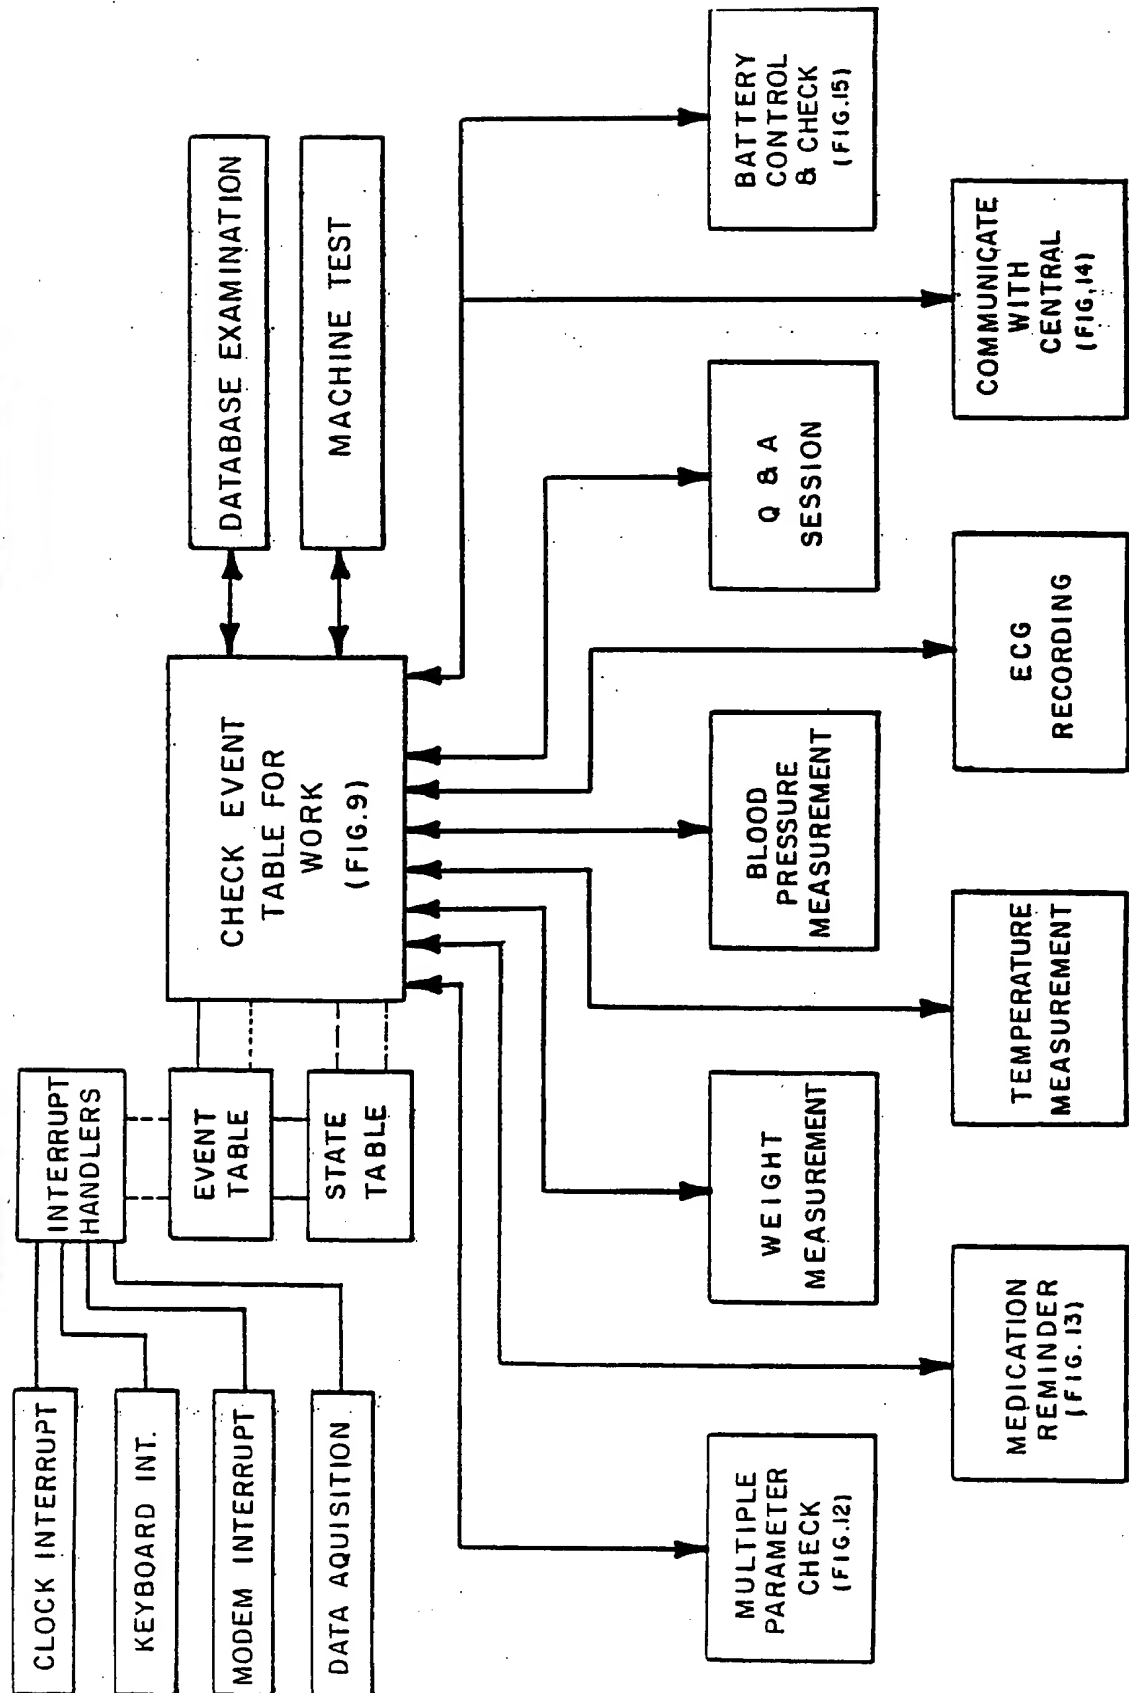 CLOCK INTERRUPT
KEYBOARD INT.
MODEM INTERRUPT
DATA AQUISITION
INTERRUPT
HANDLERS
EVENT
TABLE
STATE
TABLE
CHECK EVENT
TABLE FOR
WORK
(FIG.9)
DATABASE EXAMINATION
MACHINE TEST
MULTIPLE
PARAMETER
CHECK
(FIG.12)
MEDICATION
REMINDER
(FIG.13)
WEIGHT
MEASUREMENT
TEMPERATURE
MEASUREMENT
BLOOD
PRESSURE
MEASUREMENT
ECG
RECORDING
Q & A
SESSION
COMMUNICATE
WITH
CENTRAL
(FIG.14)
BATTERY
CONTROL
& CHECK
(FIG.15)